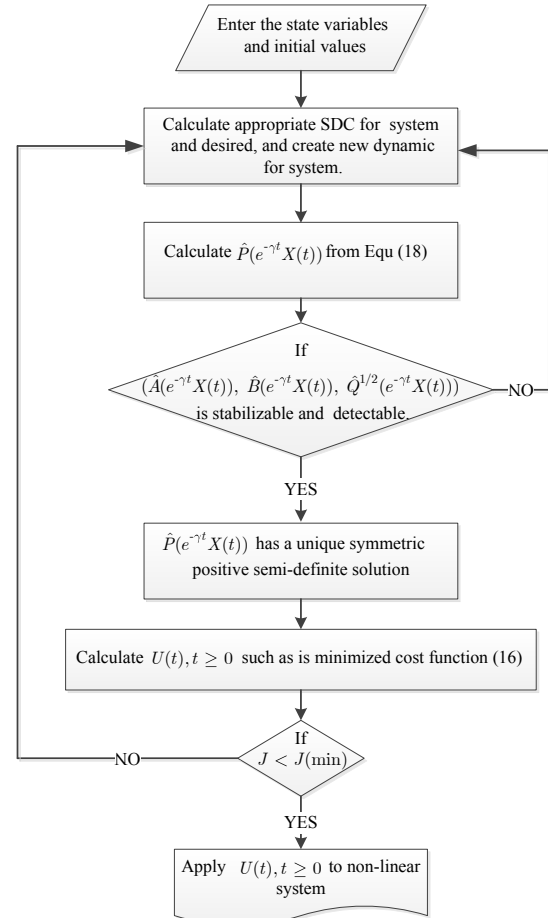 Enter the state variables
and initial values
Calculate appropriate SDC for system
and desired, and create new dynamic
for system.
Calculate P̂(e^{-γt}X(t)) from Equ (18)
If
(Â(e^{-γt}X(t)), B̂(e^{-γt}X(t)), Q̂^{1/2}(e^{-γt}X(t)))
is stabilizable and detectable.
NO
YES
P̂(e^{-γt}X(t)) has a unique symmetric
positive semi-definite solution
Calculate U(t), t ≥ 0 such as is minimized cost function (16)
If
J < J(min)
NO
YES
Apply U(t), t ≥ 0 to non-linear
system